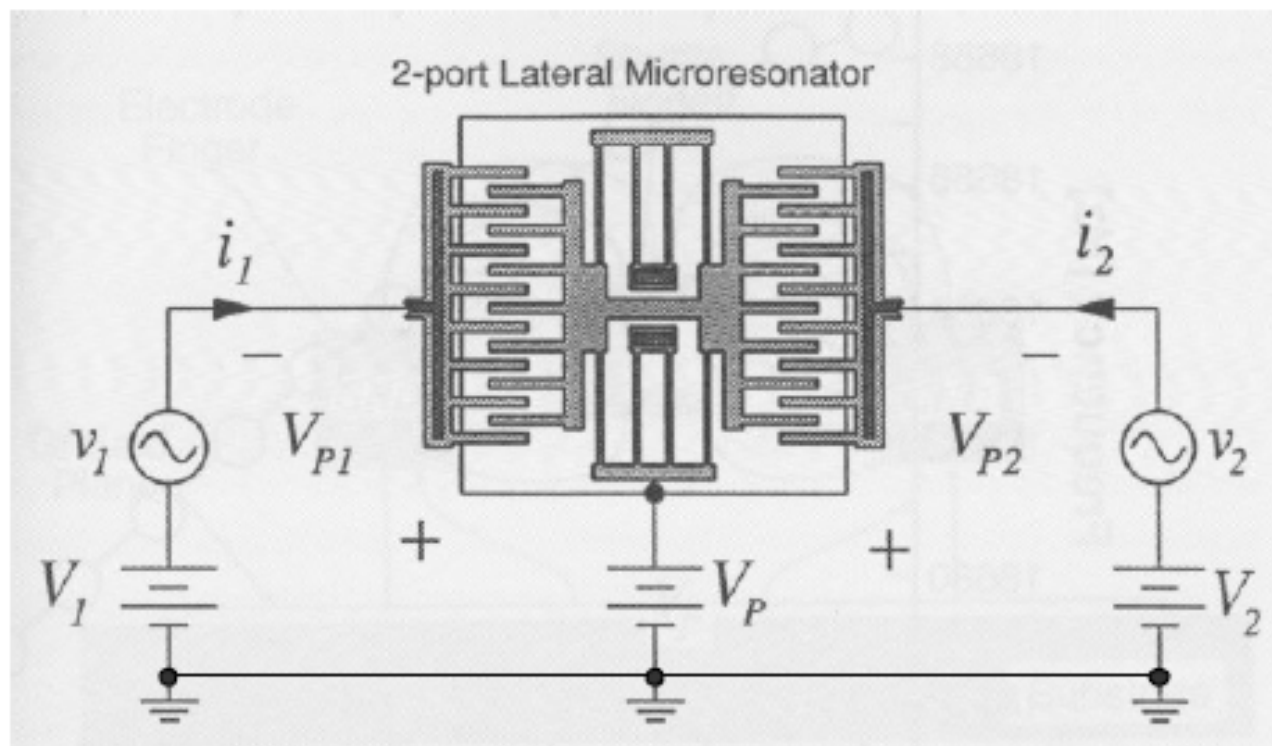 2-port Lateral Microresonator
i1
i2
v1
VP1
VP2
v2
+
+
V1
VP
V2